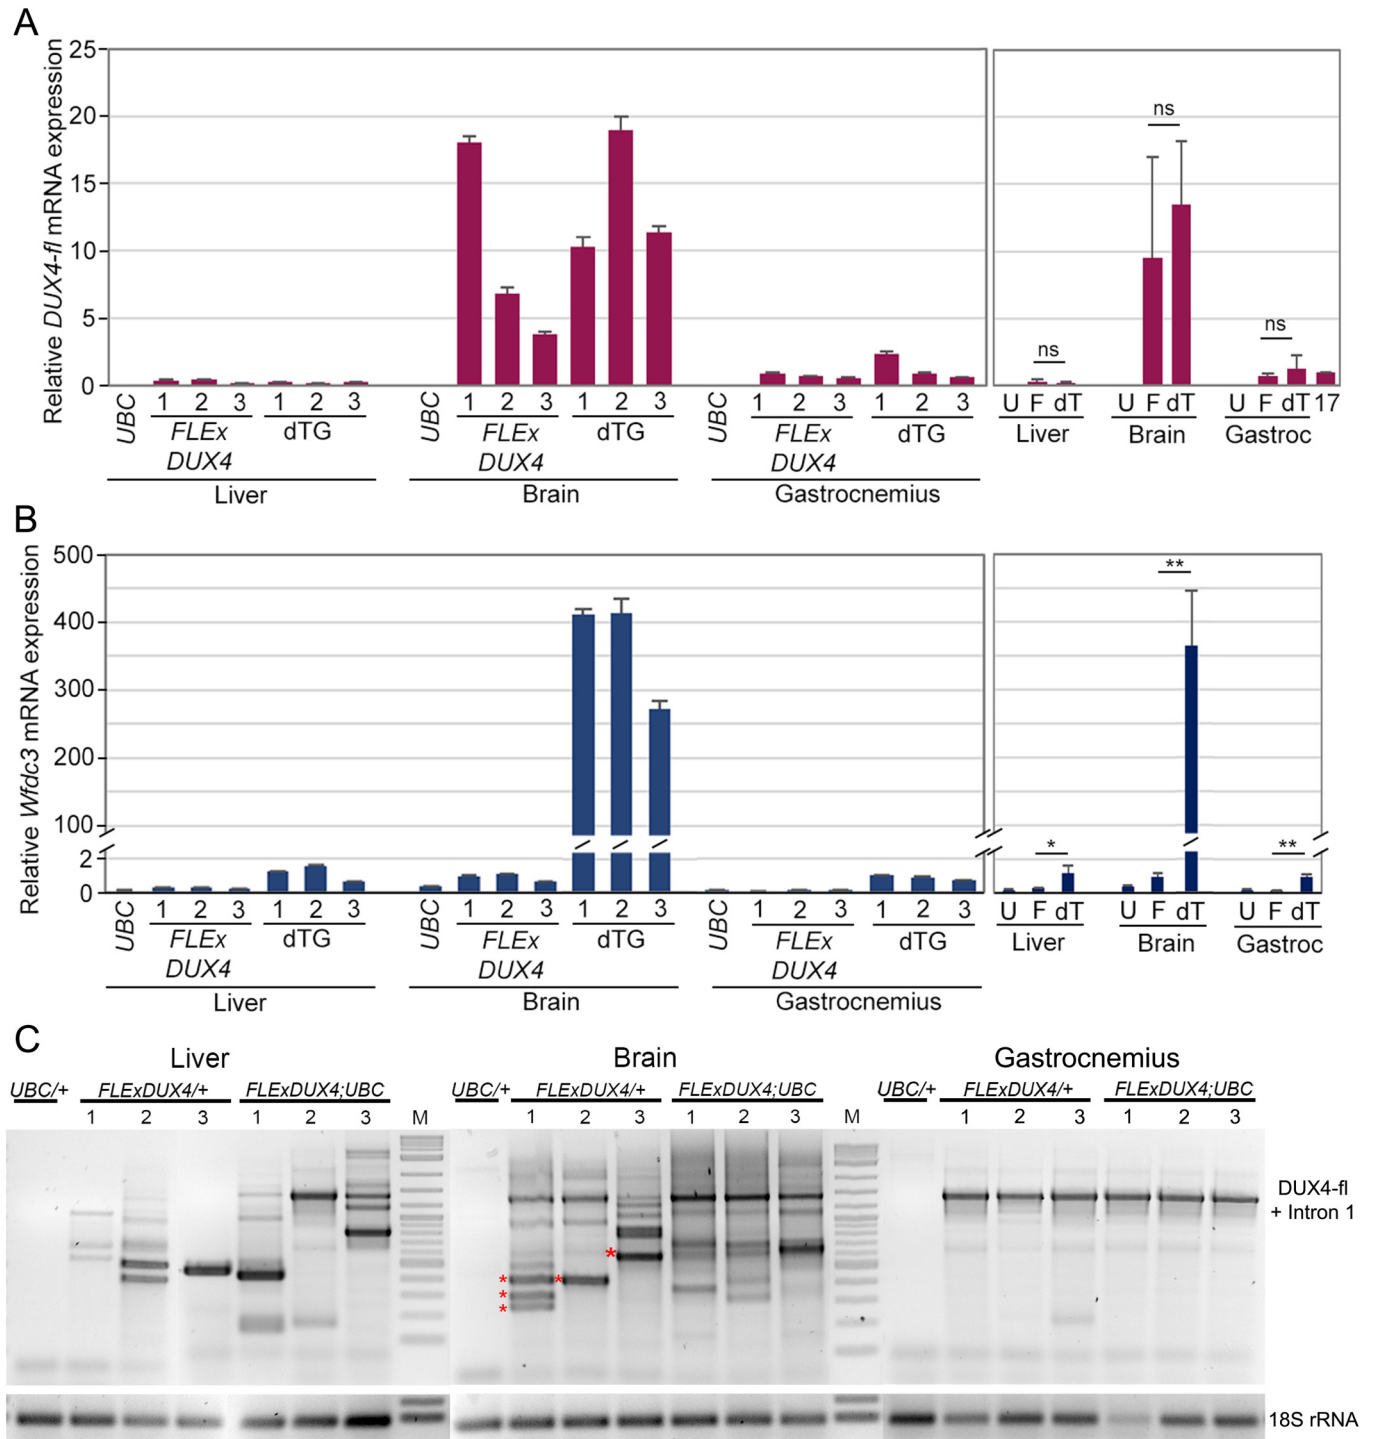 A
Relative DUX4-fl mRNA expression
25
20
15
10
5
0
ns
ns
ns
UBC 1 2 3 1 2 3 UBC 1 2 3 1 2 3 UBC 1 2 3 1 2 3 U F dT U F dT U F dT 17
FLEx dTG FLEx dTG FLEx dTG Liver Brain Gastroc
DUX4 DUX4 DUX4
Liver Brain Gastrocnemius
B
Relative Wfdc3 mRNA expression
500
400
300
200
100
2
0
**
* **
UBC 1 2 3 1 2 3 UBC 1 2 3 1 2 3 UBC 1 2 3 1 2 3 U F dT U F dT U F dT
FLEx dTG FLEx dTG FLEx dTG Liver Brain Gastroc
DUX4 DUX4 DUX4
Liver Brain Gastrocnemius
C
Liver Brain Gastrocnemius
UBC/+ FLExDUX4/+ FLExDUX4;UBC UBC/+ FLExDUX4/+ FLExDUX4;UBC UBC/+ FLExDUX4/+ FLExDUX4;UBC
1 2 3 1 2 3 M 1 2 3 1 2 3 M 1 2 3 1 2 3
DUX4-fl
+ Intron 1
*
* *
*
*
18S rRNA